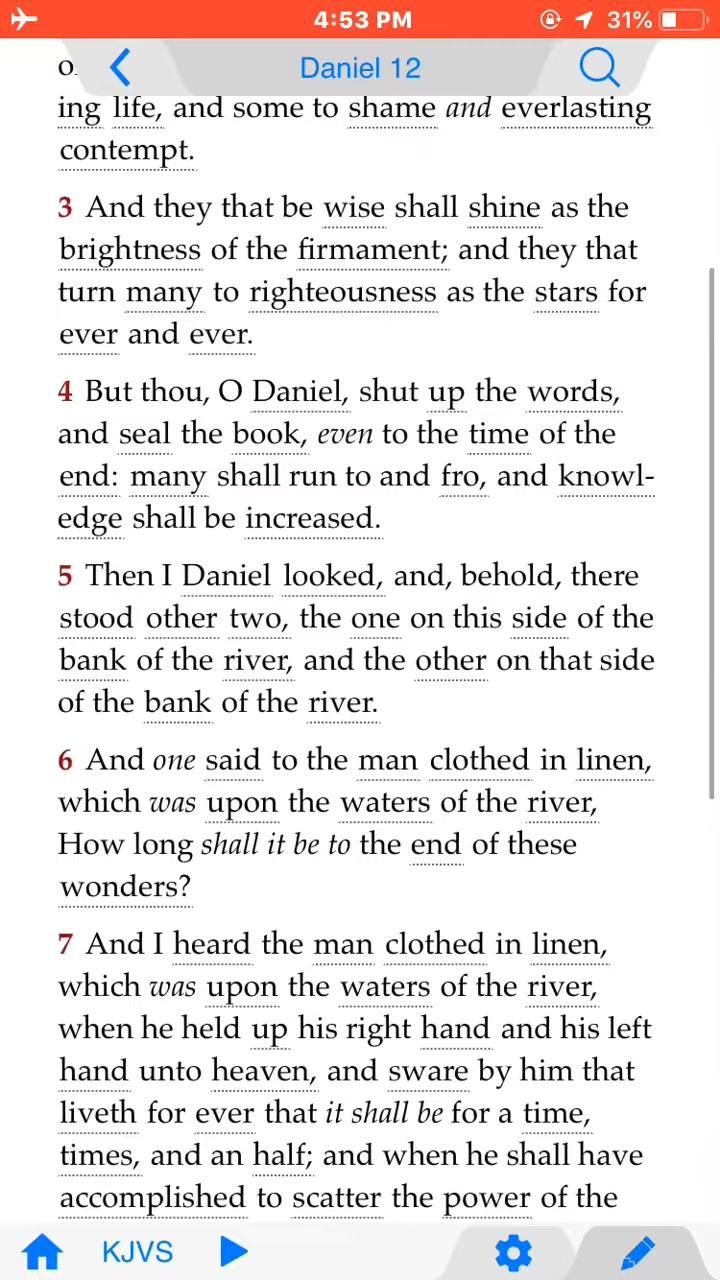 4:53 PM 31%
o
Daniel 12
ing life, and some to shame and everlasting
contempt.
3 And they that be wise shall shine as the
brightness of the firmament; and they that
turn many to righteousness as the stars for
ever and ever.
4 But thou, O Daniel, shut up the words,
and seal the book, even to the time of the
end: many shall run to and fro, and knowl-
edge shall be increased.
5 Then I Daniel looked, and, behold, there
stood other two, the one on this side of the
bank of the river, and the other on that side
of the bank of the river.
6 And one said to the man clothed in linen,
which was upon the waters of the river,
How long shall it be to the end of these
wonders?
7 And I heard the man clothed in linen,
which was upon the waters of the river,
when he held up his right hand and his left
hand unto heaven, and sware by him that
liveth for ever that it shall be for a time,
times, and an half; and when he shall have
accomplished to scatter the power of the
KJVS